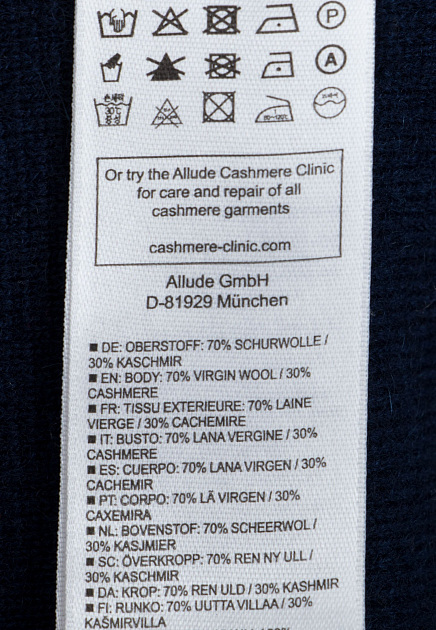 P
A
Or try the Allude Cashmere Clinic
for care and repair of all
cashmere garments
cashmere-clinic.com
Allude GmbH
D-81929 München
■ DE: OBERSTOFF: 70% SCHURWOLLE /
30% KASCHMIR
■ EN: BODY: 70% VIRGIN WOOL / 30%
CASHMERE
■ FR: TISSU EXTERIEURE: 70% LAINE
VIERGE / 30% CACHEMIRE
■ IT: BUSTO: 70% LANA VERGINE / 30%
CASHMERE
■ ES: CUERPO: 70% LANA VIRGEN / 30%
CACHEMIR
■ PT: CORPO: 70% LÃ VIRGEN / 30%
CAXEMIRA
■ NL: BOVENSTOF: 70% SCHEERWOL /
30% KASJMIER
■ SC: ÖVERKROPP: 70% REN NY ULL /
30% KASCHMIR
■ DA: KROP: 70% REN ULD / 30% KASHMIR
■ FI: RUNKO: 70% UUTTA VILLAA / 30%
KAŠMIRVILLA